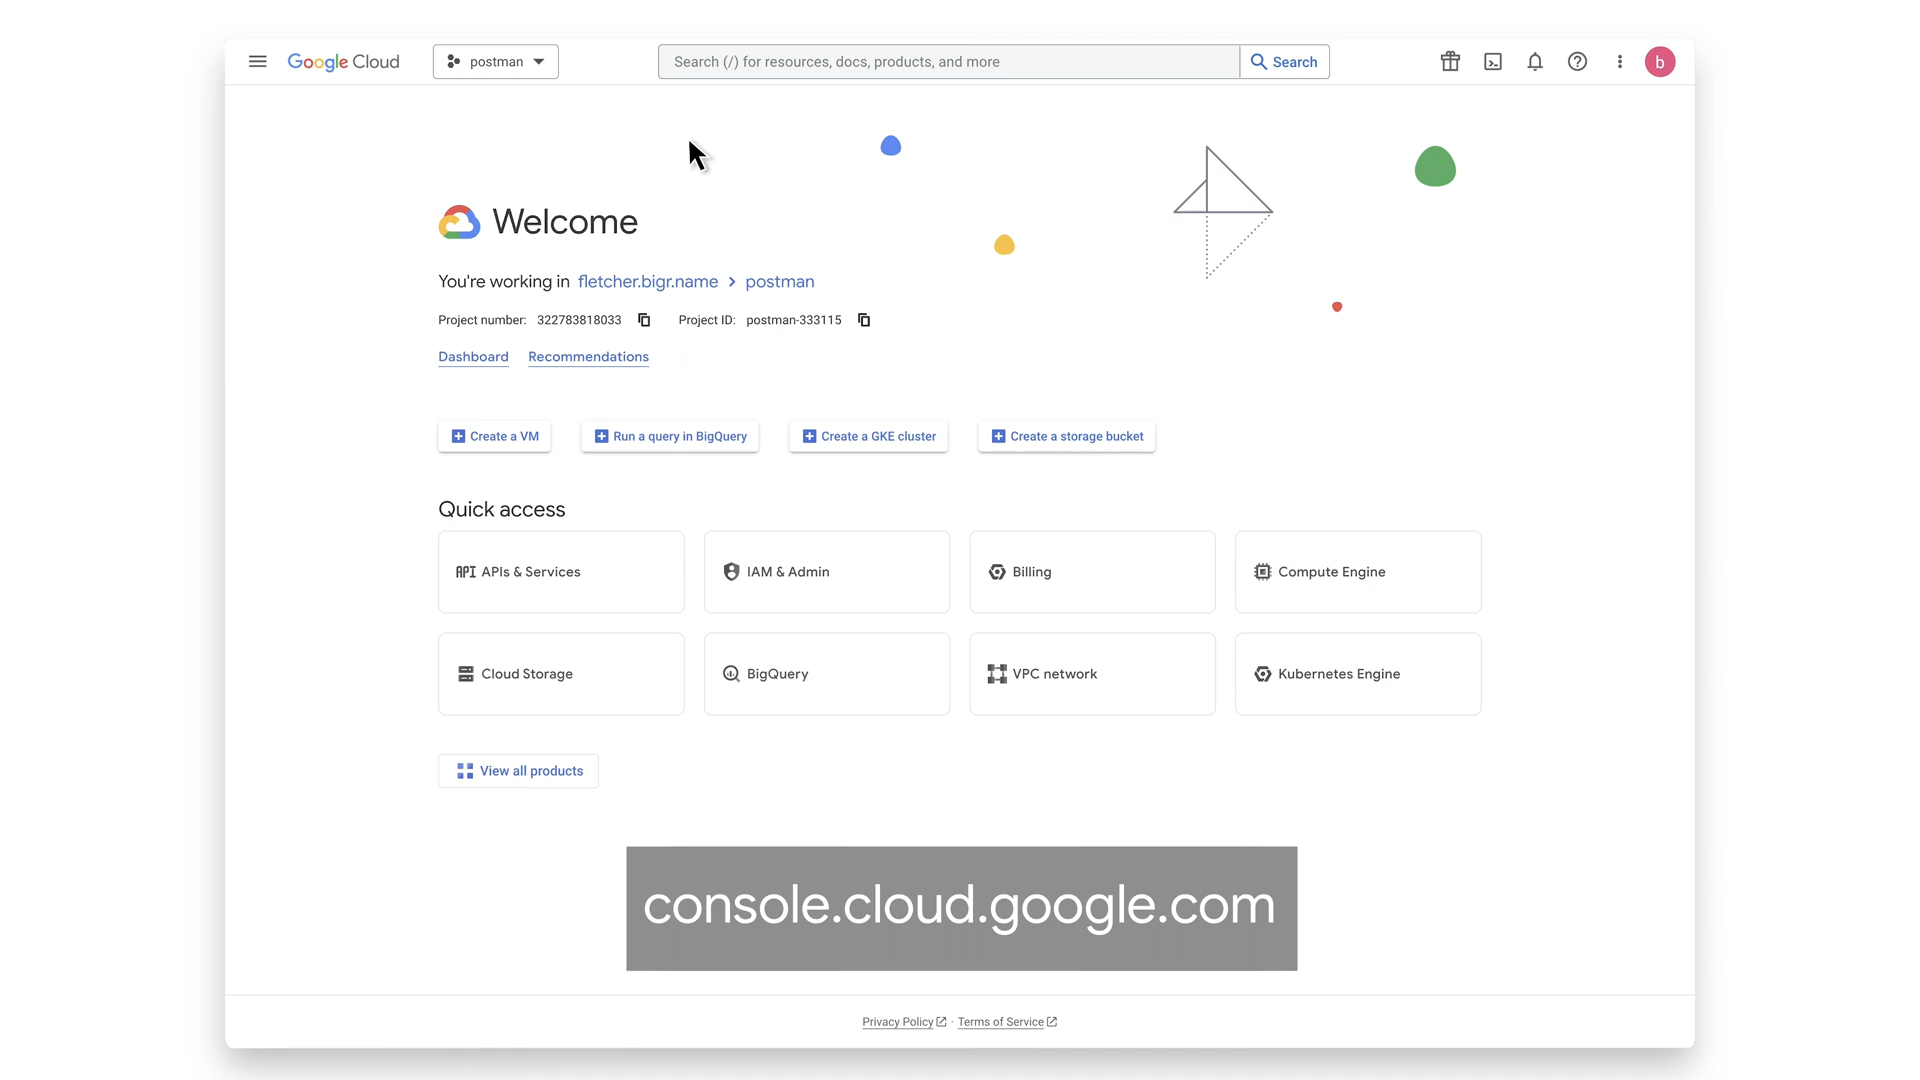 Google Cloud
postman
Search (/) for resources, docs, products, and more
Search
b
Welcome
You're working in fletcher.bigr.name > postman
Project number: 322783818033 Project ID: postman-333115
Dashboard Recommendations
Create a VM
Run a query in BigQuery
Create a GKE cluster
Create a storage bucket
Quick access
API APIs & Services
IAM & Admin
Billing
Compute Engine
Cloud Storage
BigQuery
VPC network
Kubernetes Engine
View all products
console.cloud.google.com
Privacy Policy · Terms of Service